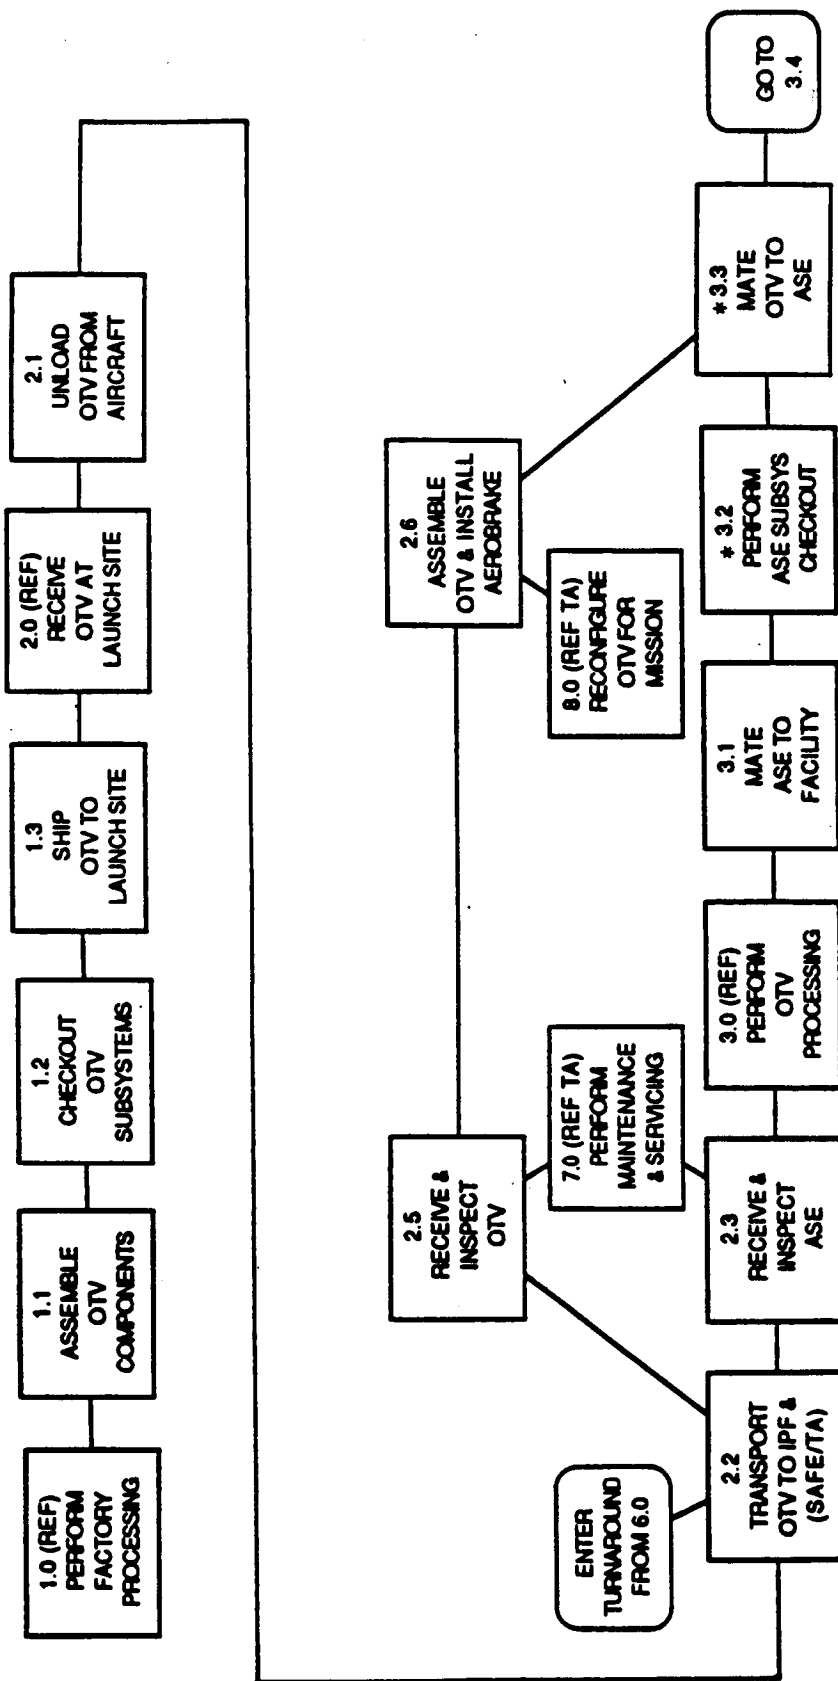 1.0 (REF)
PERFORM
FACTORY
PROCESSING
1.1
ASSEMBLE
OTV
COMPONENTS
1.2
CHECKOUT
OTV
SUBSYSTEMS
1.3
SHIP
OTV TO
LAUNCH SITE
2.0 (REF)
RECEIVE
OTV AT
LAUNCH SITE
2.1
UNLOAD
OTV FROM
AIRCRAFT
ENTER
TURNAROUND
FROM 6.0
2.2
TRANSPORT
OTV TO IPF &
(SAFE/TA)
2.5
RECEIVE &
INSPECT
OTV
7.0 (REF TA)
PERFORM
MAINTENANCE
& SERVICING
2.3
RECEIVE &
INSPECT
ASE
2.6
ASSEMBLE
OTV & INSTALL
AEROBRAKE
8.0 (REF TA)
RECONFIGURE
OTV FOR
MISSION
3.0 (REF)
PERFORM
OTV
PROCESSING
3.1
MATE
ASE TO
FACILITY
* 3.2
PERFORM
ASE SUBSYS
CHECKOUT
* 3.3
MATE
OTV TO
ASE
GO TO
3.4